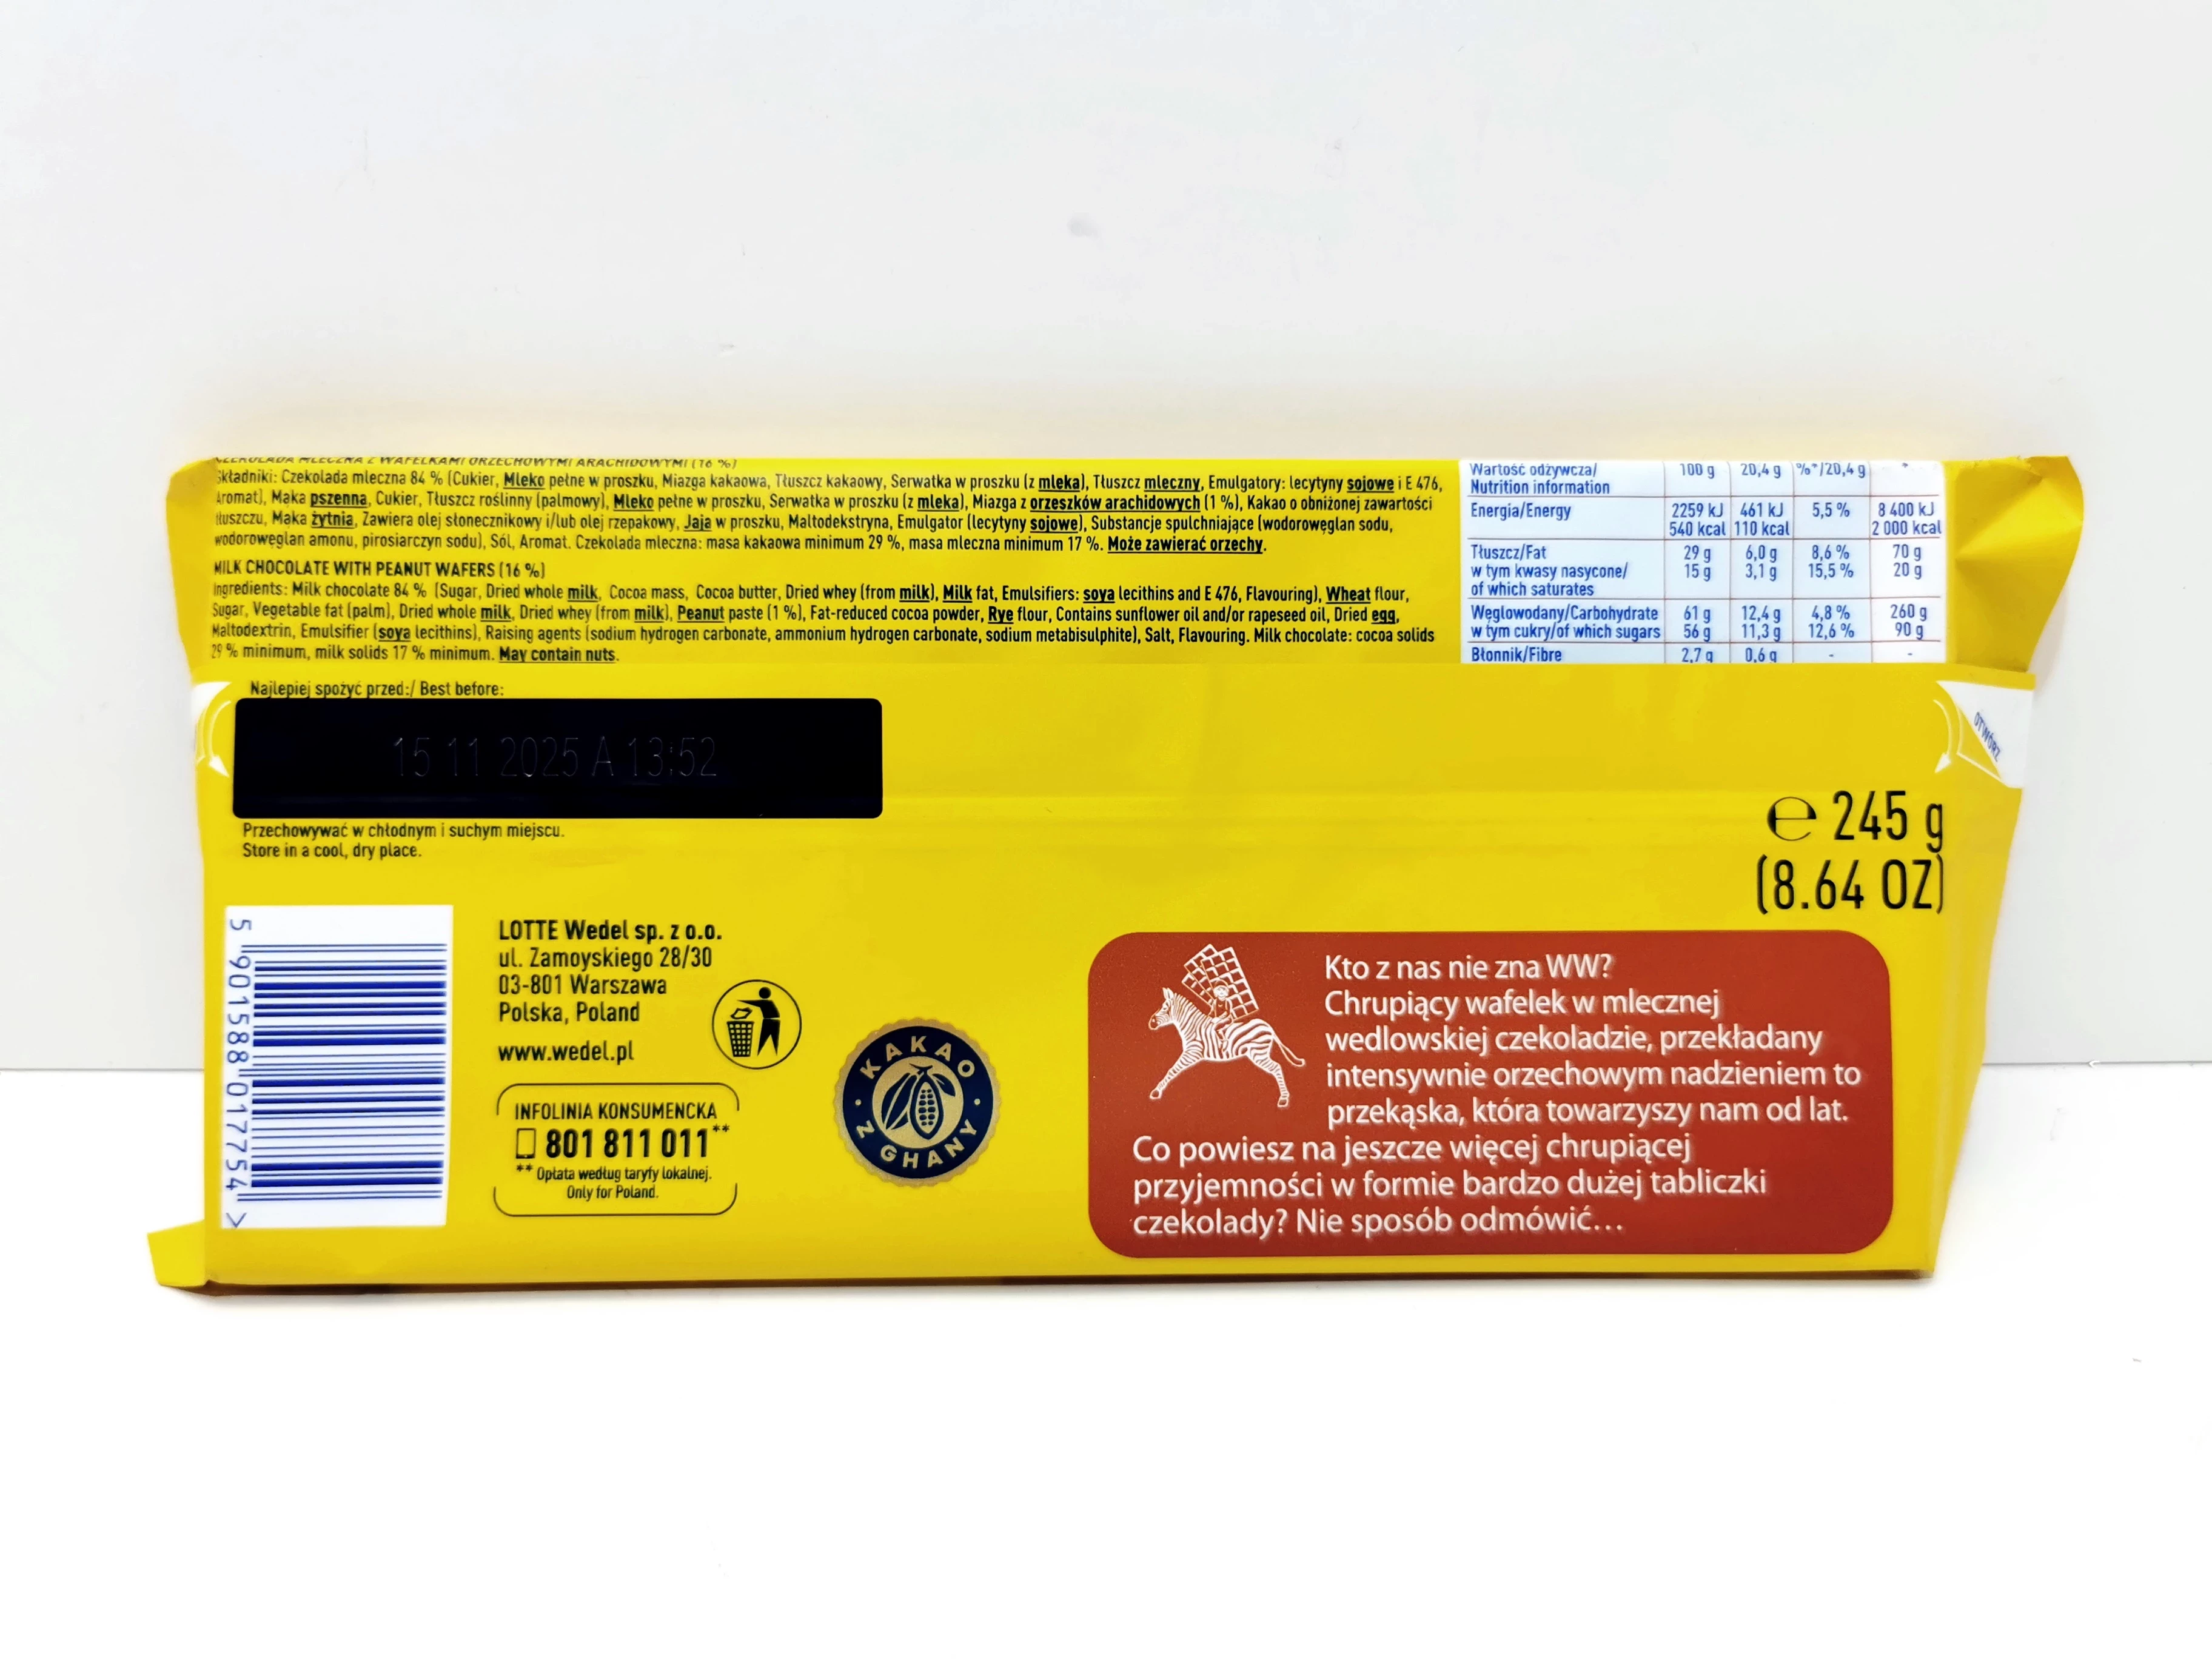 CZEKOLADA MLECZNA Z WAFELKAMI ORZECHOWYMI ARACHIDOWYMI (16 %)
Składniki: Czekolada mleczna 84 % (Cukier, Mleko pełne w proszku, Miazga kakaowa, Tłuszcz kakaowy, Serwatka w proszku (z mleka), Tłuszcz mleczny, Emulgatory: lecytyny sojowe i E 476,
Aromat), Mąka pszenna, Cukier, Tłuszcz roślinny (palmowy), Mleko pełne w proszku, Serwatka w proszku (z mleka), Miazga z orzeszków arachidowych (1 %), Kakao o obniżonej zawartości
tłuszczu, Mąka żytnia, Zawiera olej słonecznikowy i/lub olej rzepakowy, Jaja w proszku, Maltodekstryna, Emulgator (lecytyny sojowe), Substancje spulchniające (wodorowęglan sodu,
wodorowęglan amonu, pirosiarczyn sodu), Sól, Aromat. Czekolada mleczna: masa kakaowa minimum 29 %, masa mleczna minimum 17 %. Może zawierać orzechy.
MILK CHOCOLATE WITH PEANUT WAFERS (16 %)
Ingredients: Milk chocolate 84 % (Sugar, Dried whole milk, Cocoa mass, Cocoa butter, Dried whey (from milk), Milk fat, Emulsifiers: soya lecithins and E 476, Flavouring), Wheat flour,
Sugar, Vegetable fat (palm), Dried whole milk, Dried whey (from milk), Peanut paste (1 %), Fat-reduced cocoa powder, Rye flour, Contains sunflower oil and/or rapeseed oil, Dried egg,
Maltodextrin, Emulsifier (soya lecithins), Raising agents (sodium hydrogen carbonate, ammonium hydrogen carbonate, sodium metabisulphite), Salt, Flavouring. Milk chocolate: cocoa solids
29 % minimum, milk solids 17 % minimum. May contain nuts.
Wartość odżywcza/ 100 g 20,4 g %*/20,4 g *
Nutrition information
Energia/Energy 2259 kJ 461 kJ 5,5 % 8 400 kJ
540 kcal 110 kcal 2 000 kcal
Tłuszcz/Fat 29 g 6,0 g 8,6 % 70 g
w tym kwasy nasycone/ 15 g 3,1 g 15,5 % 20 g
of which saturates
Węglowodany/Carbohydrate 61 g 12,4 g 4,8 % 260 g
w tym cukry/of which sugars 56 g 11,3 g 12,6 % 90 g
Błonnik/Fibre 2,7 g 0,6 g - -
Najlepiej spożyć przed:/ Best before:
15 11 2025 A 13:52
Przechowywać w chłodnym i suchym miejscu.
Store in a cool, dry place.
OTWÓRZ
e 245 g
(8.64 OZ)
5 901588 017754 >
LOTTE Wedel sp. z o.o.
ul. Zamoyskiego 28/30
03-801 Warszawa
Polska, Poland
www.wedel.pl
INFOLINIA KONSUMENCKA
801 811 011**
** Opłata według taryfy lokalnej.
Only for Poland.
KAKAO
Z GHANY
Kto z nas nie zna WW?
Chrupiący wafelek w mlecznej
wedlowskiej czekoladzie, przekładany
intensywnie orzechowym nadzieniem to
przekąska, która towarzyszy nam od lat.
Co powiesz na jeszcze więcej chrupiącej
przyjemności w formie bardzo dużej tabliczki
czekolady? Nie sposób odmówić...